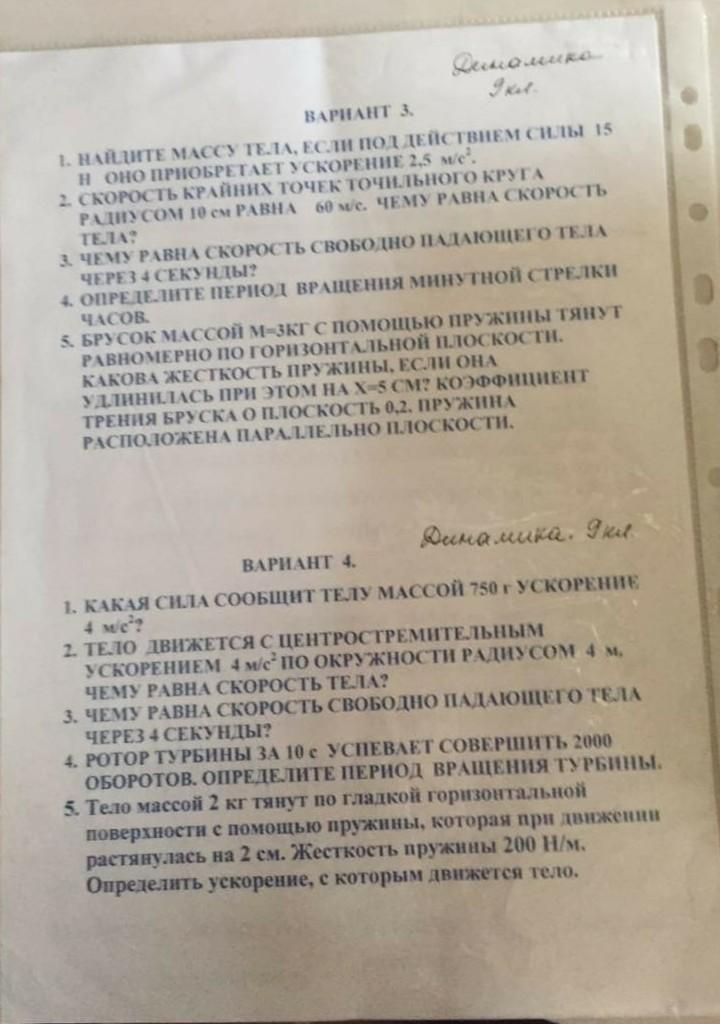 Динамика
9 кл.
ВАРИАНТ 3.
1. НАЙДИТЕ МАССУ ТЕЛА, ЕСЛИ ПОД ДЕЙСТВИЕМ СИЛЫ 15
Н ОНО ПРИОБРЕТАЕТ УСКОРЕНИЕ 2,5 м/с².
2. СКОРОСТЬ КРАЙНИХ ТОЧЕК ТОЧИЛЬНОГО КРУГА
РАДИУСОМ 10 см РАВНА 60 м/с. ЧЕМУ РАВНА СКОРОСТЬ
ТЕЛА?
3. ЧЕМУ РАВНА СКОРОСТЬ СВОБОДНО ПАДАЮЩЕГО ТЕЛА
ЧЕРЕЗ 4 СЕКУНДЫ?
4. ОПРЕДЕЛИТЕ ПЕРИОД ВРАЩЕНИЯ МИНУТНОЙ СТРЕЛКИ
ЧАСОВ.
5. БРУСОК МАССОЙ М=3КГ С ПОМОЩЬЮ ПРУЖИНЫ ТЯНУТ
РАВНОМЕРНО ПО ГОРИЗОНТАЛЬНОЙ ПЛОСКОСТИ.
КАКОВА ЖЕСТКОСТЬ ПРУЖИНЫ, ЕСЛИ ОНА
УДЛИНИЛАСЬ ПРИ ЭТОМ НА Х=5 СМ? КОЭФФИЦИЕНТ
ТРЕНИЯ БРУСКА О ПЛОСКОСТЬ 0,2. ПРУЖИНА
РАСПОЛОЖЕНА ПАРАЛЛЕЛЬНО ПЛОСКОСТИ.
Динамика. 9 кл.
ВАРИАНТ 4.
1. КАКАЯ СИЛА СООБЩИТ ТЕЛУ МАССОЙ 750 г УСКОРЕНИЕ
4 м/с²?
2. ТЕЛО ДВИЖЕТСЯ С ЦЕНТРОСТРЕМИТЕЛЬНЫМ
УСКОРЕНИЕМ 4 м/с² ПО ОКРУЖНОСТИ РАДИУСОМ 4 м.
ЧЕМУ РАВНА СКОРОСТЬ ТЕЛА?
3. ЧЕМУ РАВНА СКОРОСТЬ СВОБОДНО ПАДАЮЩЕГО ТЕЛА
ЧЕРЕЗ 4 СЕКУНДЫ?
4. РОТОР ТУРБИНЫ ЗА 10 с УСПЕВАЕТ СОВЕРШИТЬ 2000
ОБОРОТОВ. ОПРЕДЕЛИТЕ ПЕРИОД ВРАЩЕНИЯ ТУРБИНЫ.
5. Тело массой 2 кг тянут по гладкой горизонтальной
поверхности с помощью пружины, которая при движении
растянулась на 2 см. Жесткость пружины 200 Н/м.
Определить ускорение, с которым движется тело.